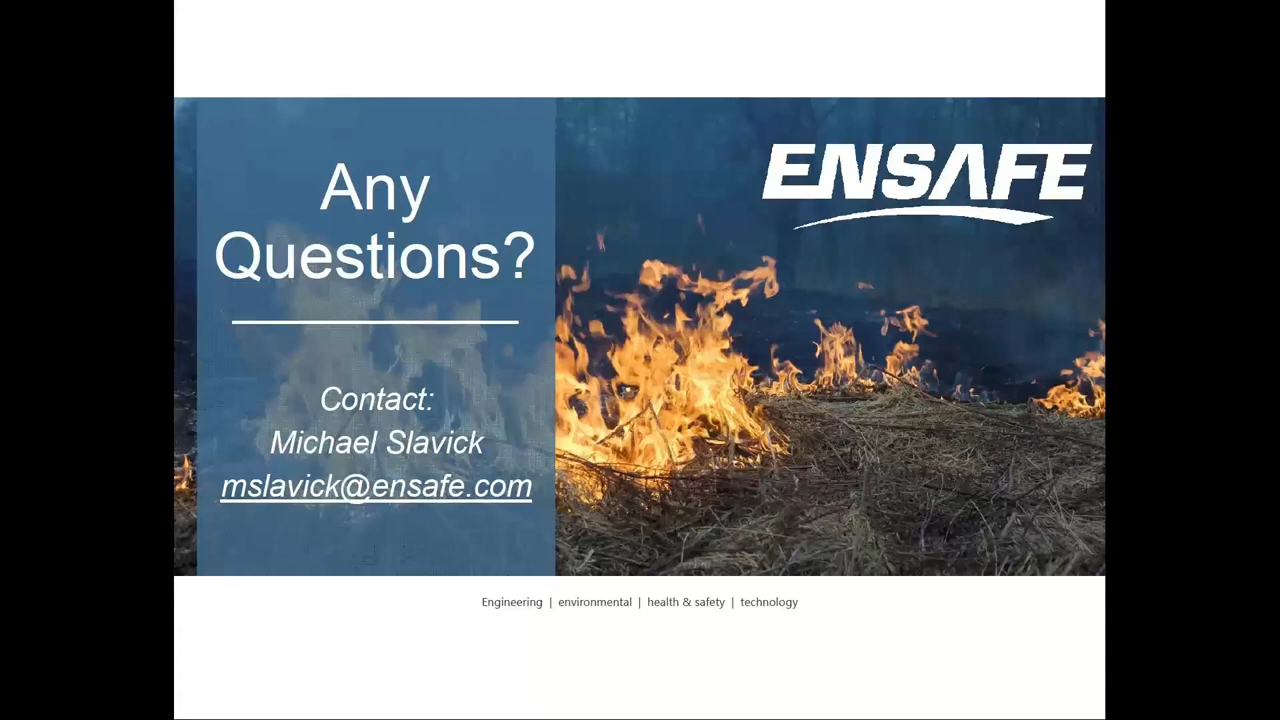 Any
Questions?
Contact:
Michael Slavick
mslavick@ensafe.com
ENSAFE
Engineering | environmental | health & safety | technology